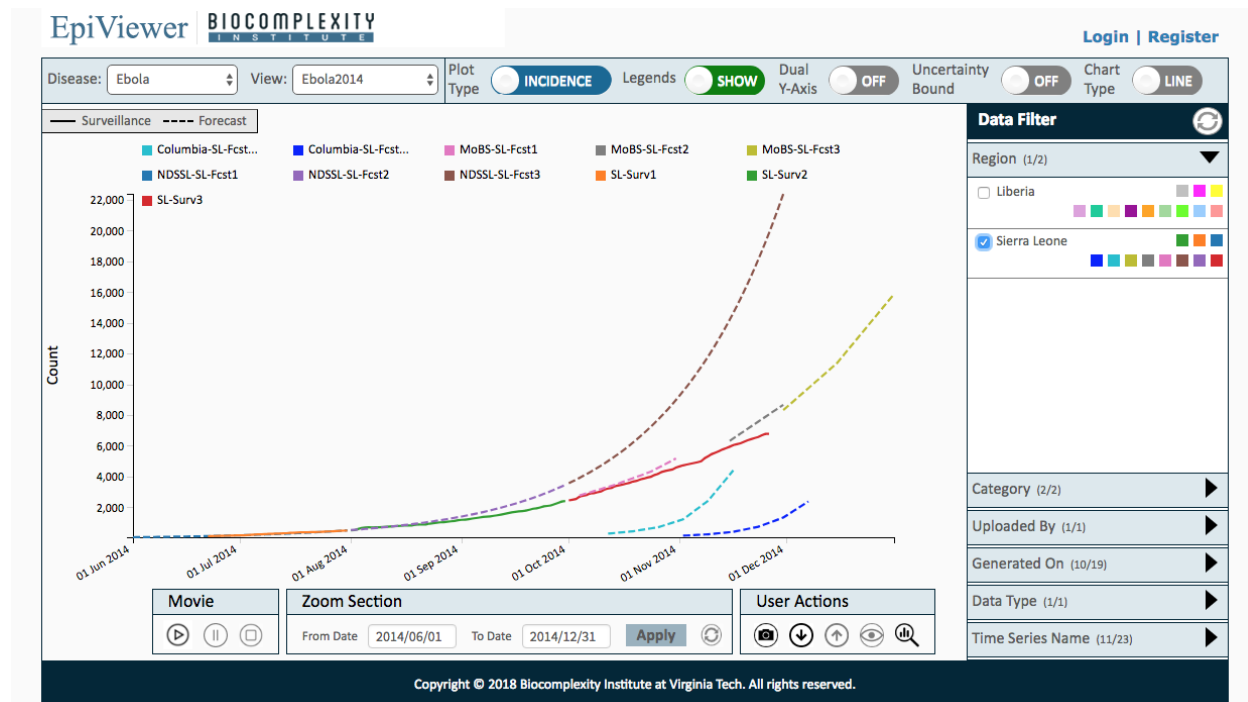 EpiViewer BIOCOMPLEXITY
INSTITUTE
Login | Register
Disease: Ebola View: Ebola2014 Plot Type INCIDENCE Legends SHOW Dual Y-Axis OFF Uncertainty Bound OFF Chart Type LINE
Surveillance Forecast
Data Filter
Columbia-SL-Fcst... Columbia-SL-Fcst... MoBS-SL-Fcst1 MoBS-SL-Fcst2 MoBS-SL-Fcst3
NDSSL-SL-Fcst1 NDSSL-SL-Fcst2 NDSSL-SL-Fcst3 SL-Surv1 SL-Surv2
SL-Surv3
Region (1/2)
Liberia
Sierra Leone
Category (2/2)
Uploaded By (1/1)
Generated On (10/19)
Data Type (1/1)
Time Series Name (11/23)
Count
22,000
20,000
18,000
16,000
14,000
12,000
10,000
8,000
6,000
4,000
2,000
01 Jun 2014 01 Jul 2014 01 Aug 2014 01 Sep 2014 01 Oct 2014 01 Nov 2014 01 Dec 2014
Movie
Zoom Section
From Date 2014/06/01 To Date 2014/12/31 Apply
User Actions
Copyright © 2018 Biocomplexity Institute at Virginia Tech. All rights reserved.